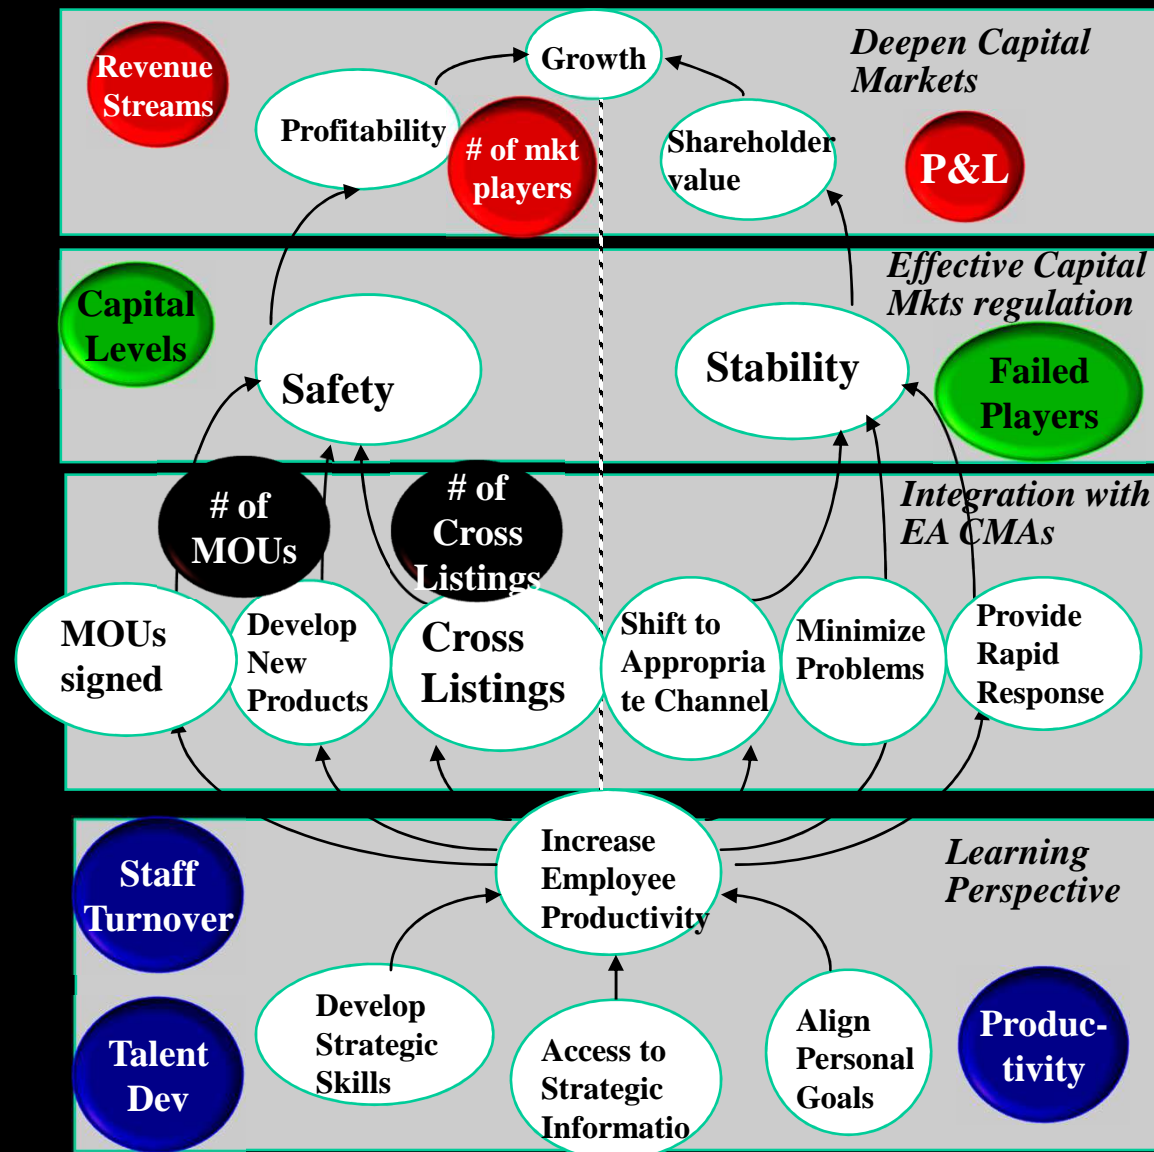 Revenue
Streams
Growth
Deepen Capital
Markets
Profitability
# of mkt
players
Shareholder
value
P&L
Effective Capital
Mkts regulation
Capital
Levels
Safety
Stability
Failed
Players
Integration with
EA CMAs
# of
MOUs
# of
Cross
Listings
MOUs
signed
Develop
New
Products
Cross
Listings
Shift to
Appropria
te Channel
Minimize
Problems
Provide
Rapid
Response
Learning
Perspective
Staff
Turnover
Increase
Employee
Productivity
Talent
Dev
Develop
Strategic
Skills
Access to
Strategic
Informatio
Align
Personal
Goals
Produc-
tivity